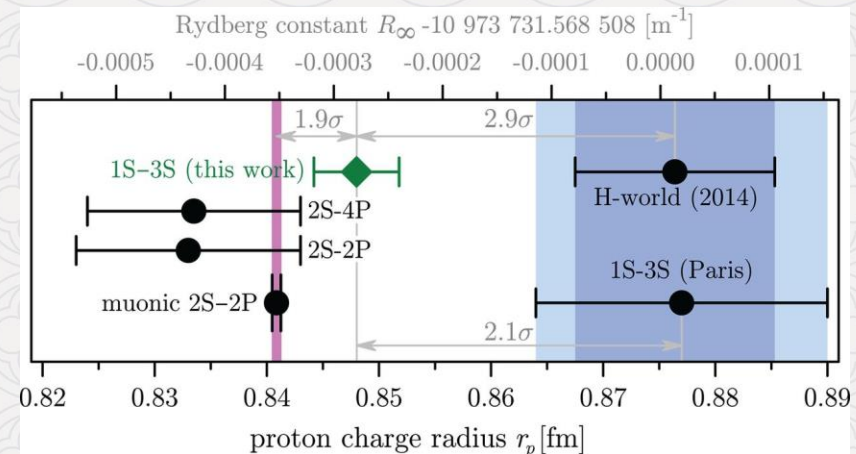 Rydberg constant R∞ -10 973 731.568 508 [m⁻¹]
-0.0005 -0.0004 -0.0003 -0.0002 -0.0001 0.0000 0.0001
1.9σ 2.9σ
1S–3S (this work)
H-world (2014)
2S-4P
2S-2P
1S-3S (Paris)
muonic 2S–2P
2.1σ
0.82 0.83 0.84 0.85 0.86 0.87 0.88 0.89
proton charge radius rₚ[fm]